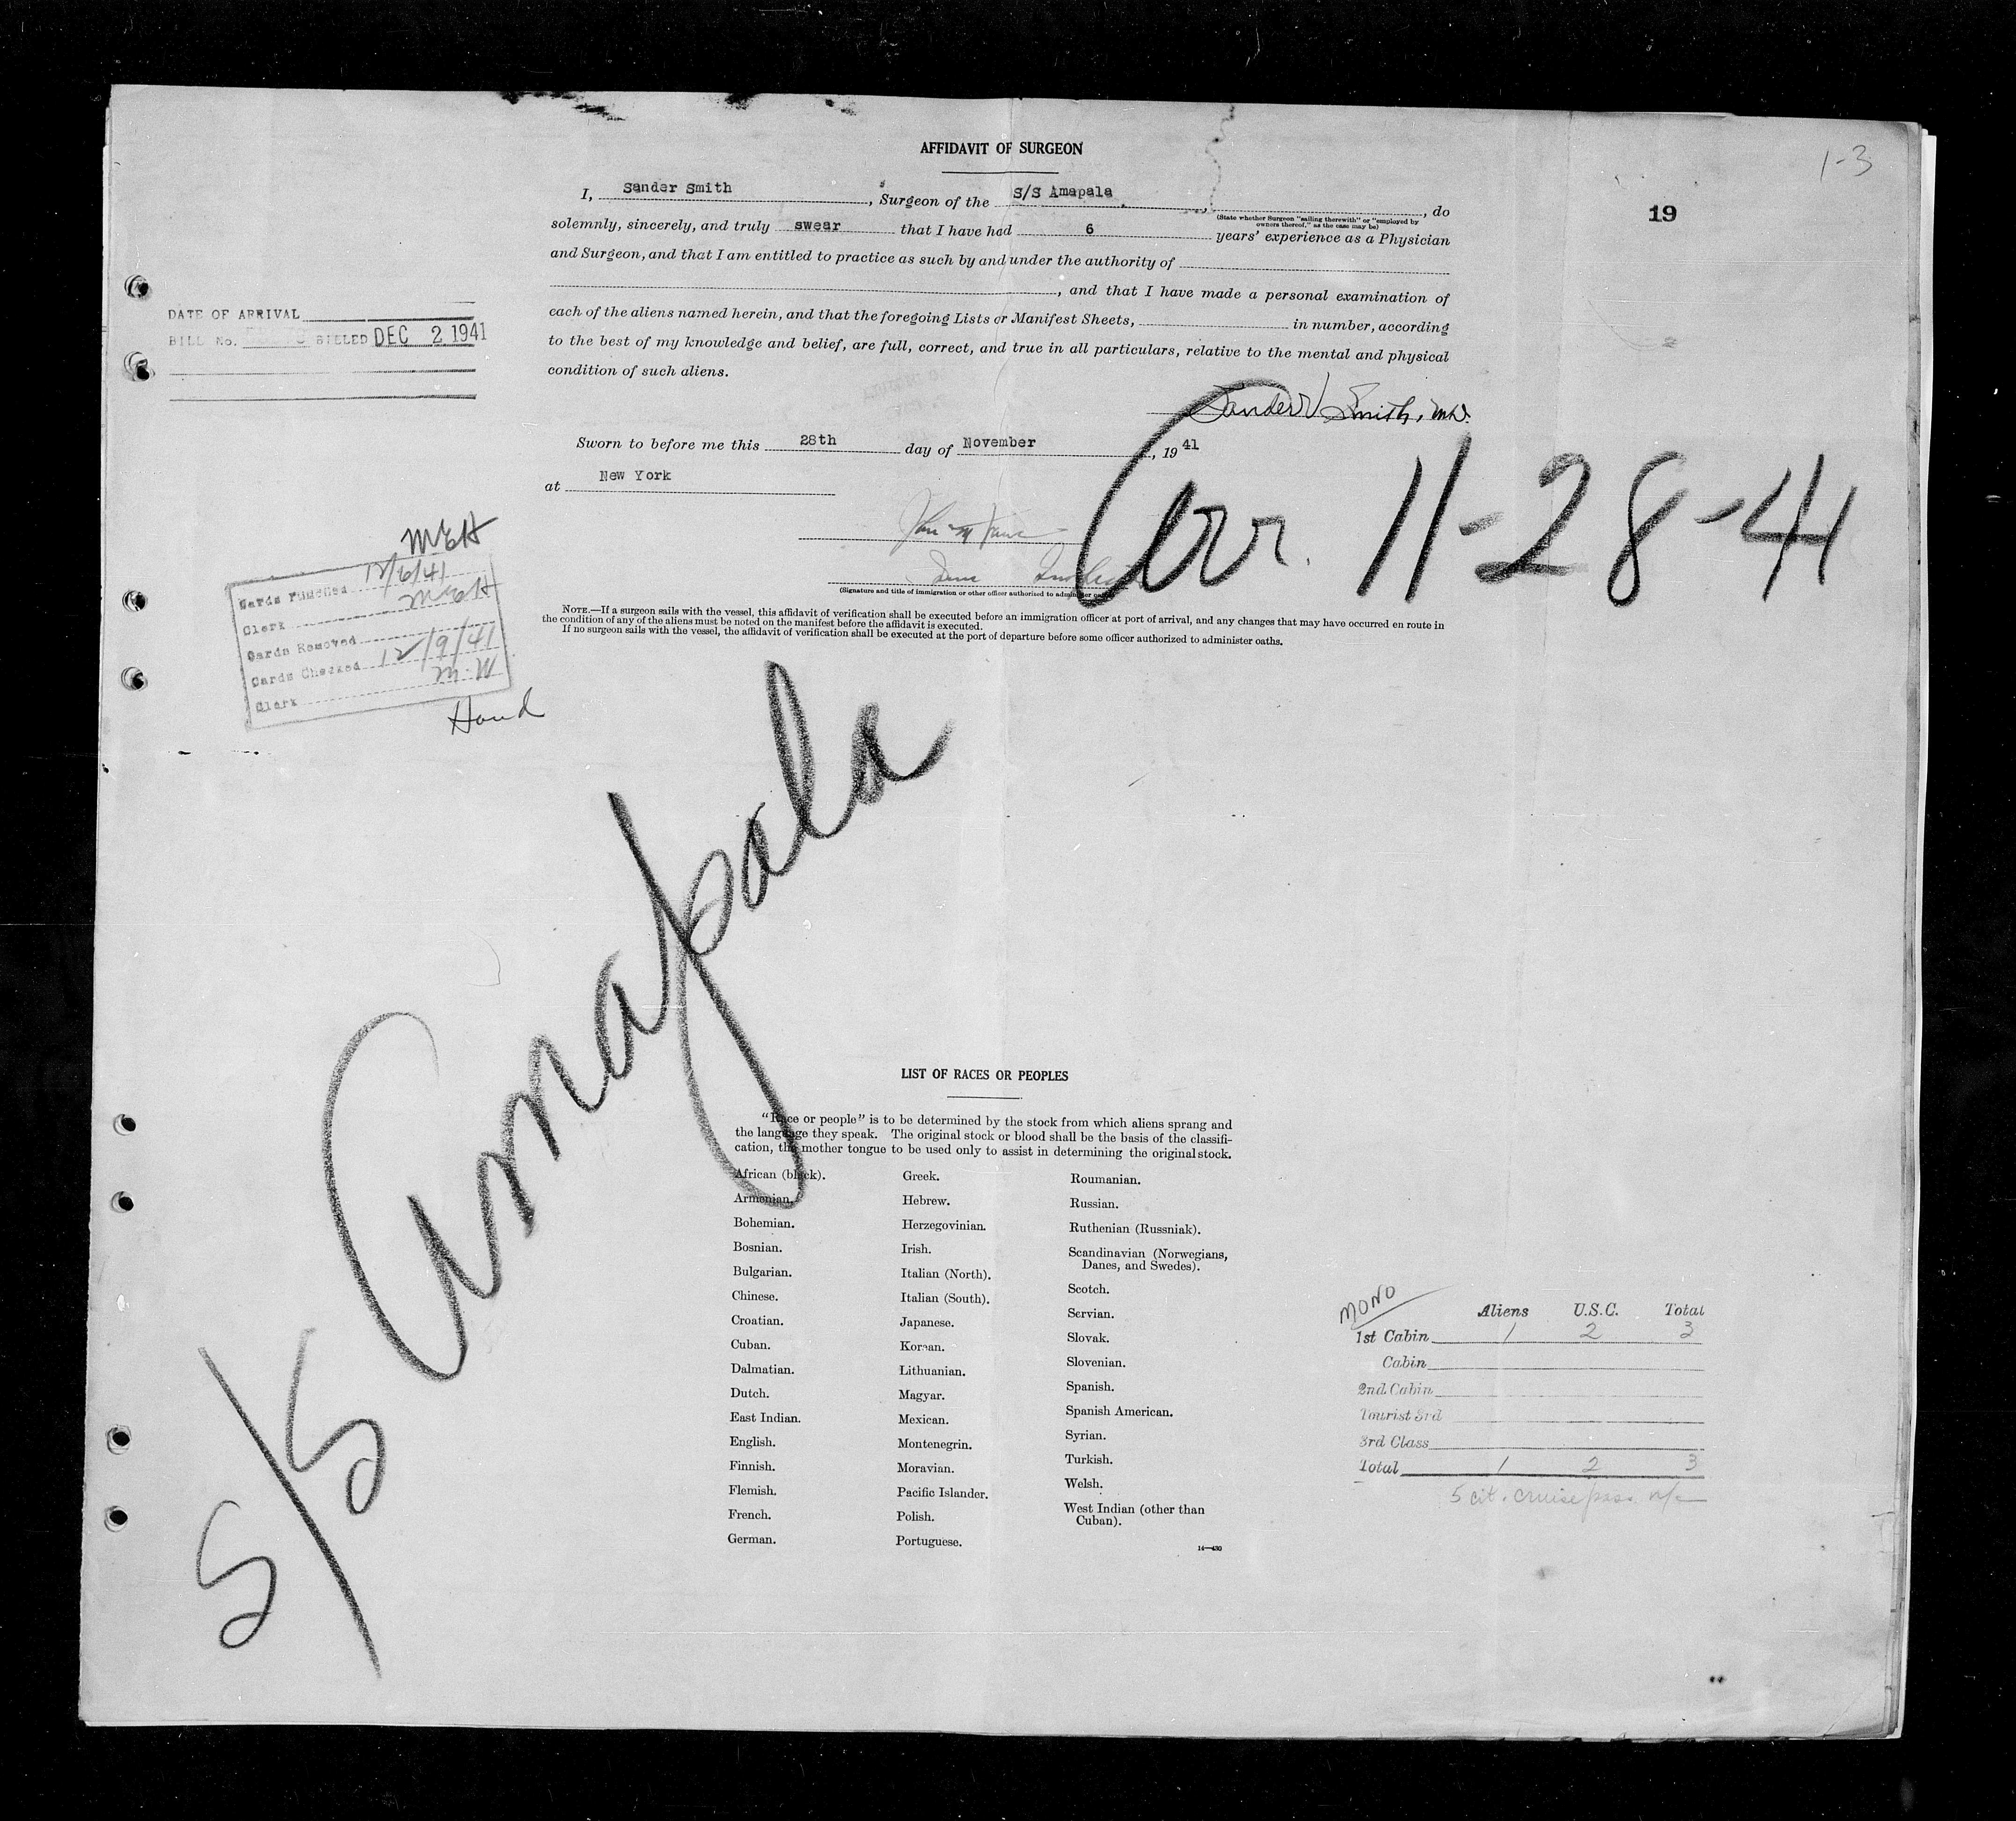 1-3
19
AFFIDAVIT OF SURGEON
I, Sander Smith, Surgeon of the S/S Amapala, do
(State whether Surgeon "sailing therewith" or "employed by
owners thereof," as the case may be)
solemnly, sincerely, and truly swear that I have had 6 years' experience as a Physician
and Surgeon, and that I am entitled to practice as such by and under the authority of
, and that I have made a personal examination of
each of the aliens named herein, and that the foregoing Lists or Manifest Sheets, in number, according
to the best of my knowledge and belief, are full, correct, and true in all particulars, relative to the mental and physical
condition of such aliens.
Sander Smith, M.D.
Sworn to before me this 28th day of November, 1941
at New York
Arr. 11-28-41
(Signature and title of immigration or other officer authorized to administer oaths)
NOTE.—If a surgeon sails with the vessel, this affidavit of verification shall be executed before an immigration officer at port of arrival, and any changes that may have occurred en route in
the condition of any of the aliens must be noted on the manifest before the affidavit is executed.
If no surgeon sails with the vessel, the affidavit of verification shall be executed at the port of departure before some officer authorized to administer oaths.
DATE OF ARRIVAL
BILL No. BILLED DEC 2 1941
MEH
Cards Punched 12/6/41
Clerk MEH
Cards Removed
Cards Checked 12/9/41
Clerk M.W
Hond
S/S Amapala
LIST OF RACES OR PEOPLES
"Race or people" is to be determined by the stock from which aliens sprang and
the language they speak. The original stock or blood shall be the basis of the classifi-
cation, the mother tongue to be used only to assist in determining the original stock.
African (black).
Armenian.
Bohemian.
Bosnian.
Bulgarian.
Chinese.
Croatian.
Cuban.
Dalmatian.
Dutch.
East Indian.
English.
Finnish.
Flemish.
French.
German.
Greek.
Hebrew.
Herzegovinian.
Irish.
Italian (North).
Italian (South).
Japanese.
Korean.
Lithuanian.
Magyar.
Mexican.
Montenegrin.
Moravian.
Pacific Islander.
Polish.
Portuguese.
Roumanian.
Russian.
Ruthenian (Russniak).
Scandinavian (Norwegians,
Danes, and Swedes).
Scotch.
Servian.
Slovak.
Slovenian.
Spanish.
Spanish American.
Syrian.
Turkish.
Welsh.
West Indian (other than
Cuban).
14—430
MONO
Aliens U.S.C. Total
1st Cabin 1 2 3
Cabin
2nd Cabin
Tourist 3rd
3rd Class
Total 1 2 3
5 cit. cruise pass.